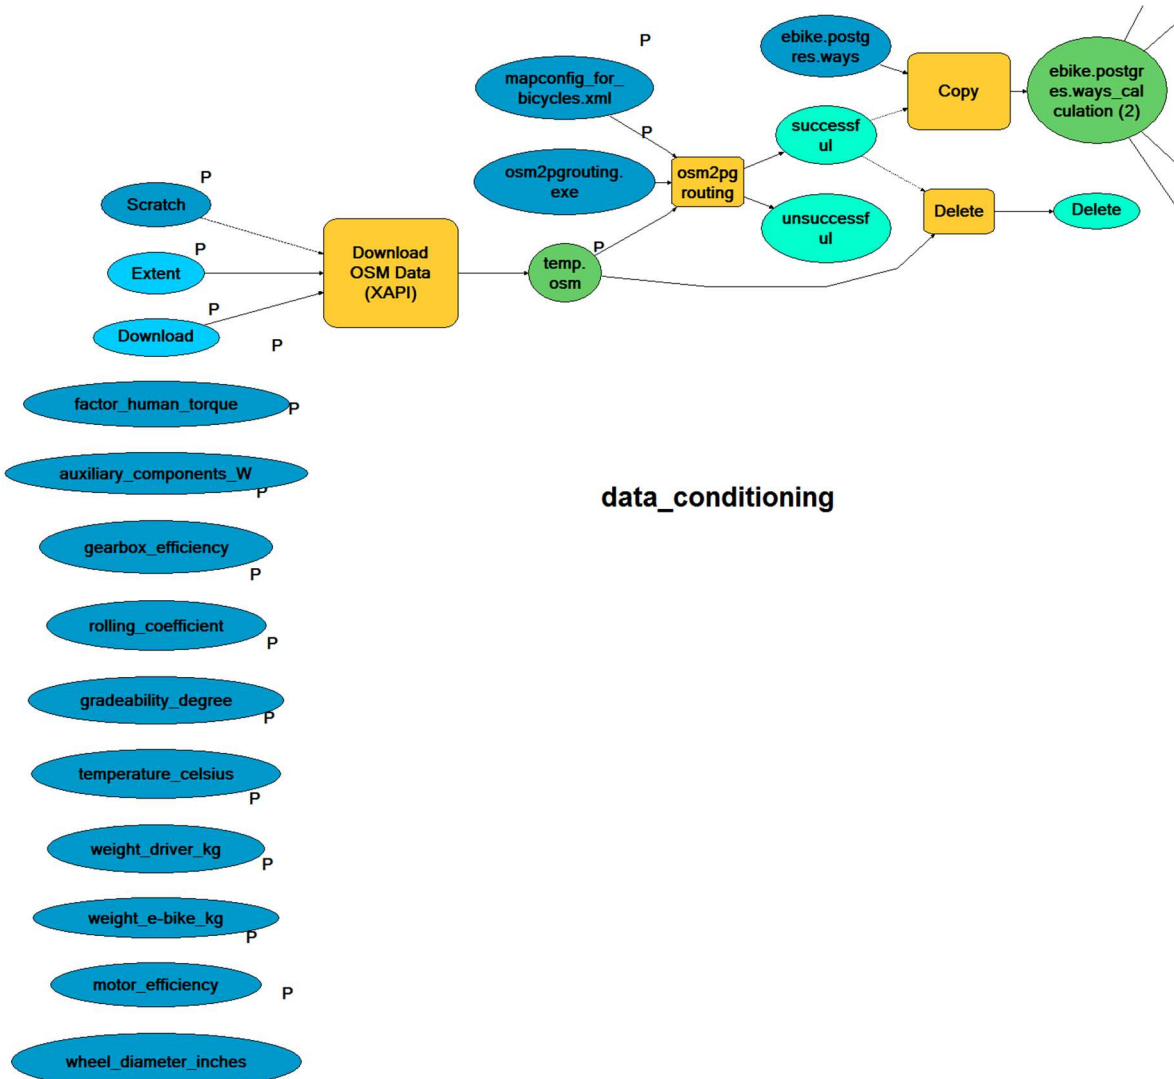 P
ebike.postg
res.ways
mapconfig_for_
bicycles.xml
P
Copy
ebike.postgr
es.ways_cal
culation (2)
successf
ul
osm2pgrouting.
exe
osm2pg
routing
P
Scratch
Delete
Delete
unsuccessf
ul
P
P
Extent
Download
OSM Data
(XAPI)
temp.
osm
P
Download
P
factor_human_torque
P
auxiliary_components_W
P
data_conditioning
gearbox_efficiency
P
rolling_coefficient
P
gradeability_degree
P
temperature_celsius
P
weight_driver_kg
P
weight_e-bike_kg
P
motor_efficiency
P
wheel_diameter_inches